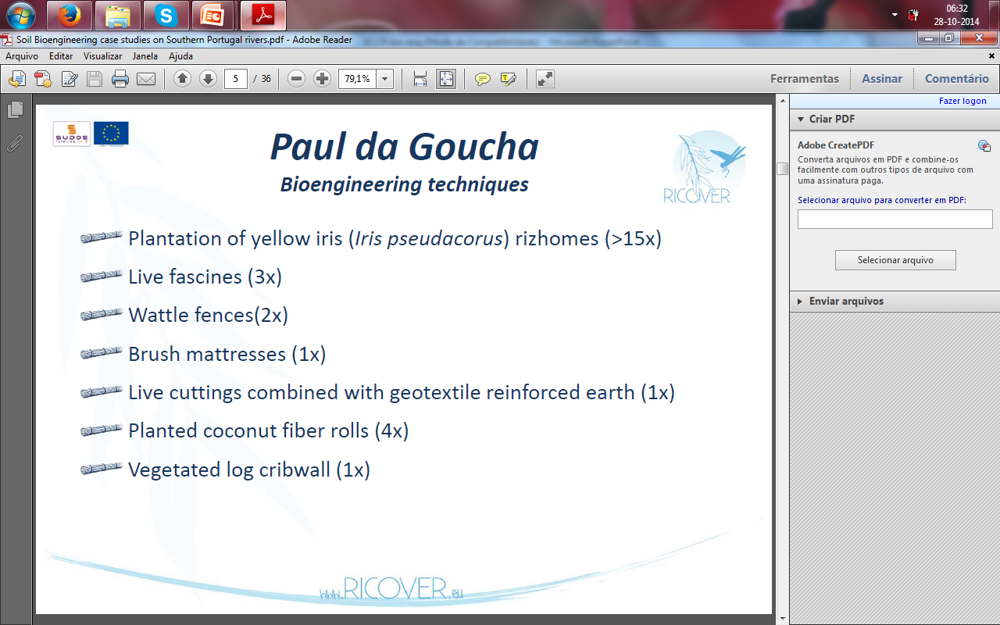 06:32
28-10-2014
Soil Bioengineering case studies on Southern Portugal rivers.pdf - Adobe Reader
Arquivo Editar Visualizar Janela Ajuda
5 / 36 79,1% Ferramentas Assinar Comentário
Fazer logon
Criar PDF
Adobe CreatePDF
Converta arquivos em PDF e combine-os
facilmente com outros tipos de arquivo com
uma assinatura paga.
Selecionar arquivo para converter em PDF:
Selecionar arquivo
Enviar arquivos
SUDOE
Paul da Goucha
Bioengineering techniques
RICOVER
Plantation of yellow iris (Iris pseudacorus) rizhomes (>15x)
Live fascines (3x)
Wattle fences(2x)
Brush mattresses (1x)
Live cuttings combined with geotextile reinforced earth (1x)
Planted coconut fiber rolls (4x)
Vegetated log cribwall (1x)
www.RICOVER.eu